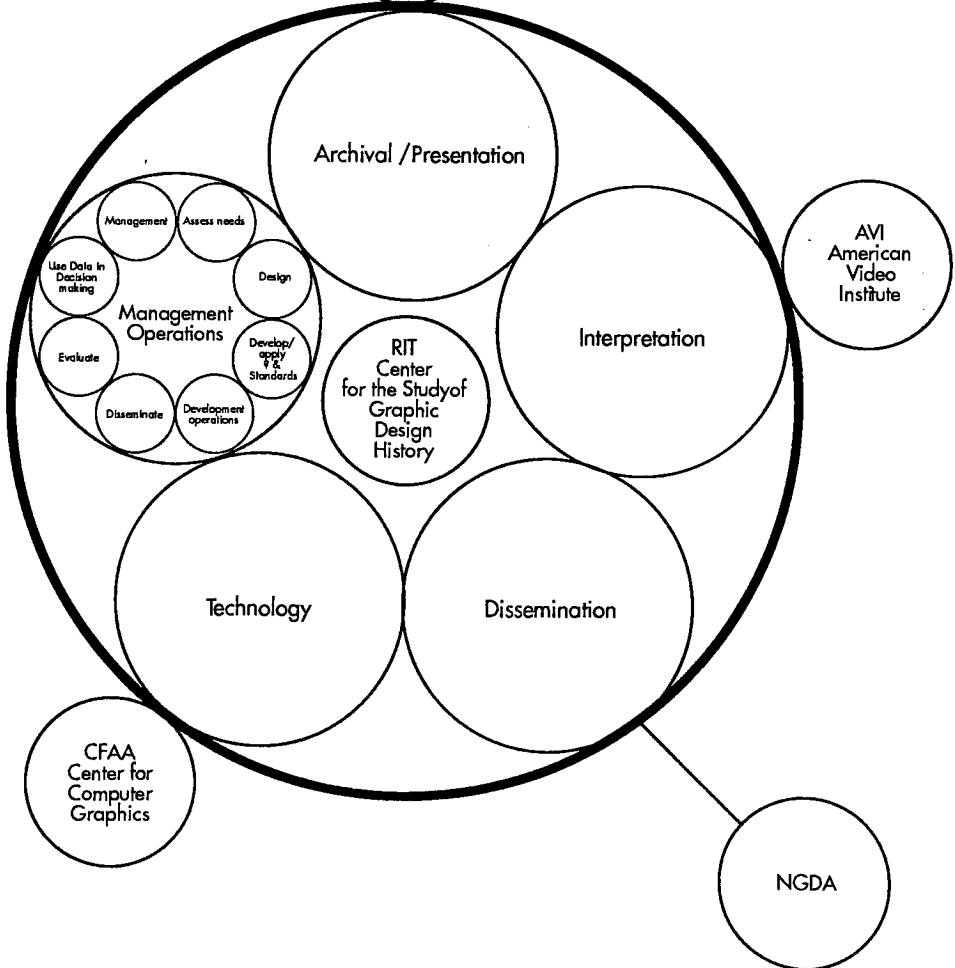 Archival /Presentation
Management
Assess needs
Use Data in
Decision
making
Design
Management
Operations
Evaluate
Develop/
apply
&
Standards
Disseminate
Development
operations
RIT
Center
for the Studyof
Graphic
Design
History
Interpretation
AVI
American
Video
Institute
Technology
Dissemination
CFAA
Center for
Computer
Graphics
NGDA